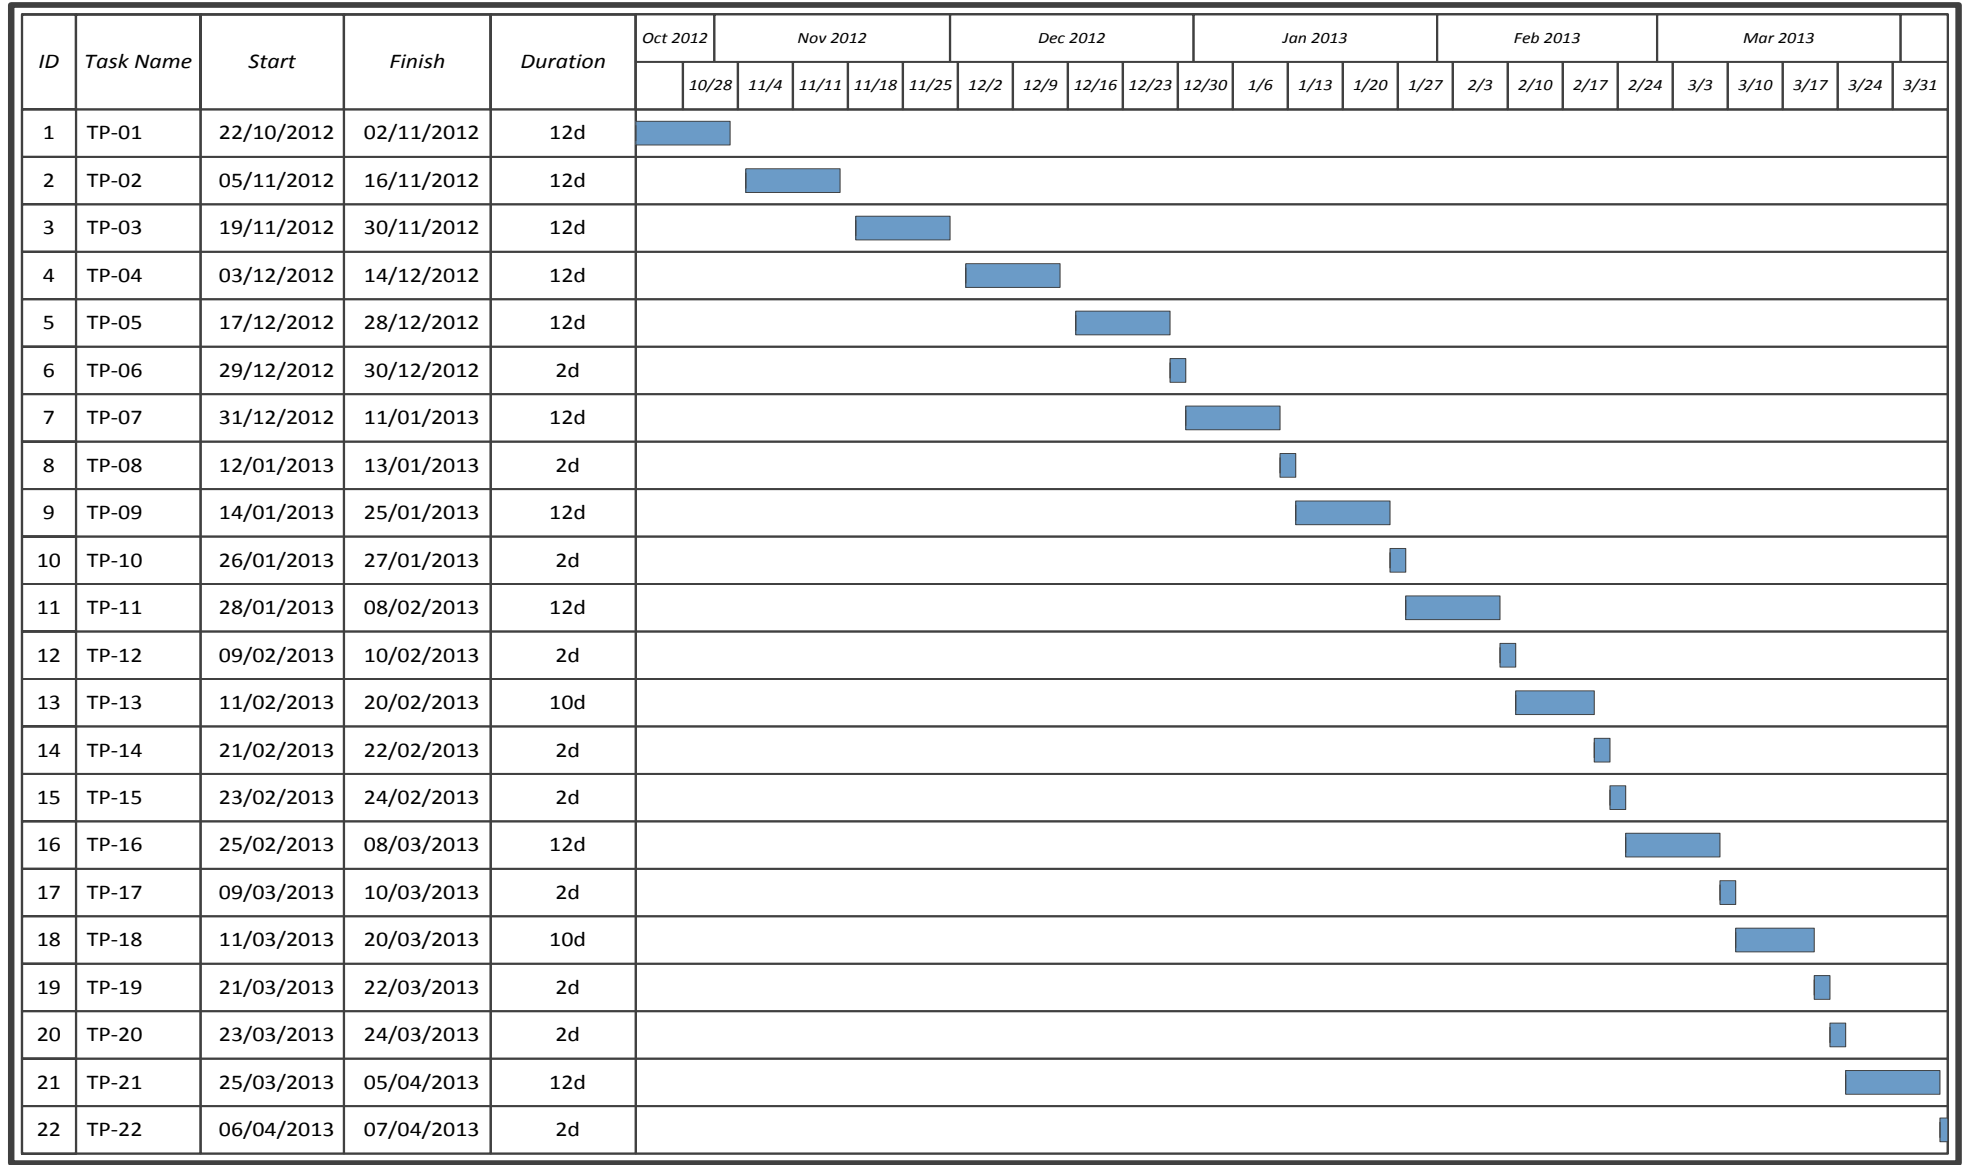 ID Task Name Start Finish Duration Oct 2012 Nov 2012 Dec 2012 Jan 2013 Feb 2013 Mar 2013
10/28 11/4 11/11 11/18 11/25 12/2 12/9 12/16 12/23 12/30 1/6 1/13 1/20 1/27 2/3 2/10 2/17 2/24 3/3 3/10 3/17 3/24 3/31
1 TP-01 22/10/2012 02/11/2012 12d
2 TP-02 05/11/2012 16/11/2012 12d
3 TP-03 19/11/2012 30/11/2012 12d
4 TP-04 03/12/2012 14/12/2012 12d
5 TP-05 17/12/2012 28/12/2012 12d
6 TP-06 29/12/2012 30/12/2012 2d
7 TP-07 31/12/2012 11/01/2013 12d
8 TP-08 12/01/2013 13/01/2013 2d
9 TP-09 14/01/2013 25/01/2013 12d
10 TP-10 26/01/2013 27/01/2013 2d
11 TP-11 28/01/2013 08/02/2013 12d
12 TP-12 09/02/2013 10/02/2013 2d
13 TP-13 11/02/2013 20/02/2013 10d
14 TP-14 21/02/2013 22/02/2013 2d
15 TP-15 23/02/2013 24/02/2013 2d
16 TP-16 25/02/2013 08/03/2013 12d
17 TP-17 09/03/2013 10/03/2013 2d
18 TP-18 11/03/2013 20/03/2013 10d
19 TP-19 21/03/2013 22/03/2013 2d
20 TP-20 23/03/2013 24/03/2013 2d
21 TP-21 25/03/2013 05/04/2013 12d
22 TP-22 06/04/2013 07/04/2013 2d